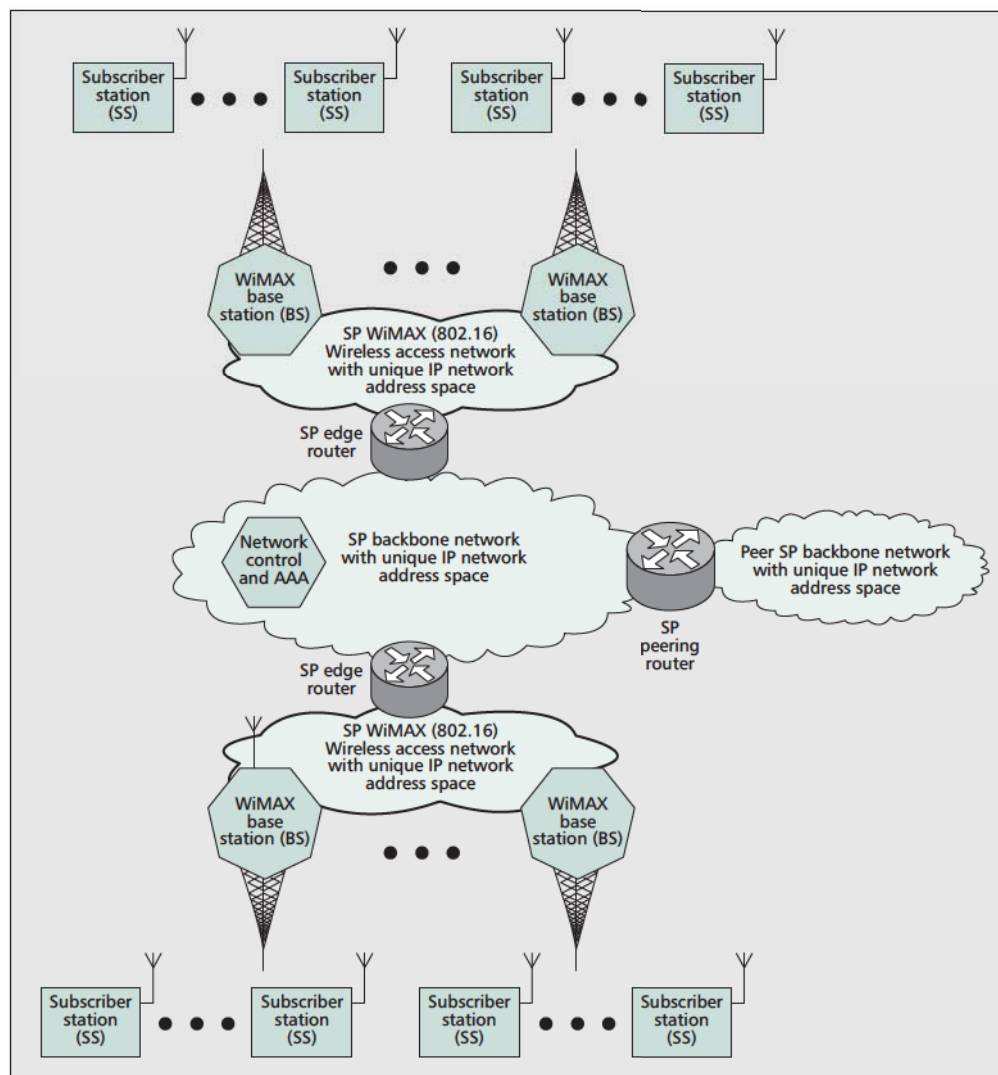 Subscriber
station
(SS)
Subscriber
station
(SS)
Subscriber
station
(SS)
Subscriber
station
(SS)
WiMAX
base
station (BS)
WiMAX
base
station (BS)
SP WiMAX (802.16)
Wireless access network
with unique IP network
address space
SP edge
router
Network
control
and AAA
SP backbone network
with unique IP network
address space
Peer SP backbone network
with unique IP network
address space
SP
peering
router
SP edge
router
SP WiMAX (802.16)
Wireless access network
with unique IP network
address space
WiMAX
base
station (BS)
WiMAX
base
station (BS)
Subscriber
station
(SS)
Subscriber
station
(SS)
Subscriber
station
(SS)
Subscriber
station
(SS)